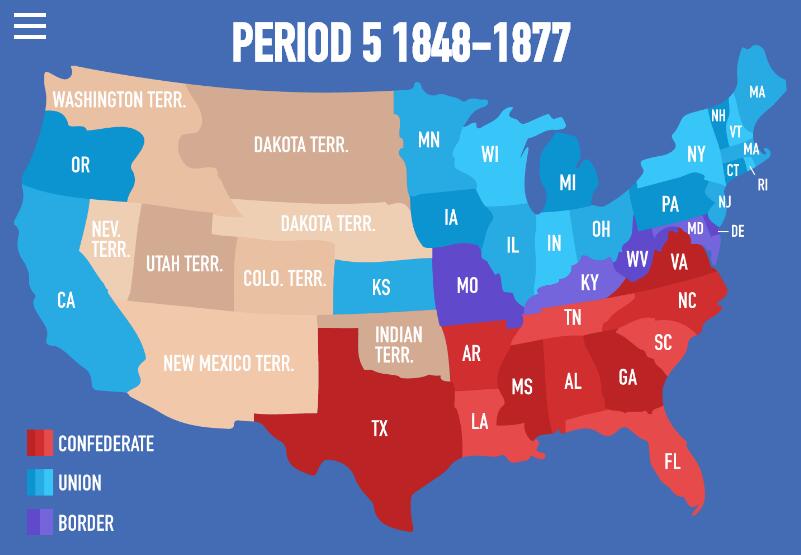 PERIOD 5 1848-1877
WASHINGTON TERR.
MA
NH
DAKOTA TERR.
MN
VT
WI
NY
MA
OR
CT
MI
RI
PA
NJ
IA
DAKOTA TERR.
NEV.
TERR.
OH
MD
DE
IL
IN
UTAH TERR.
WV
VA
COLO. TERR.
KY
KS
MO
CA
NC
TN
INDIAN
TERR.
SC
AR
NEW MEXICO TERR.
GA
MS
AL
LA
TX
CONFEDERATE
FL
UNION
BORDER